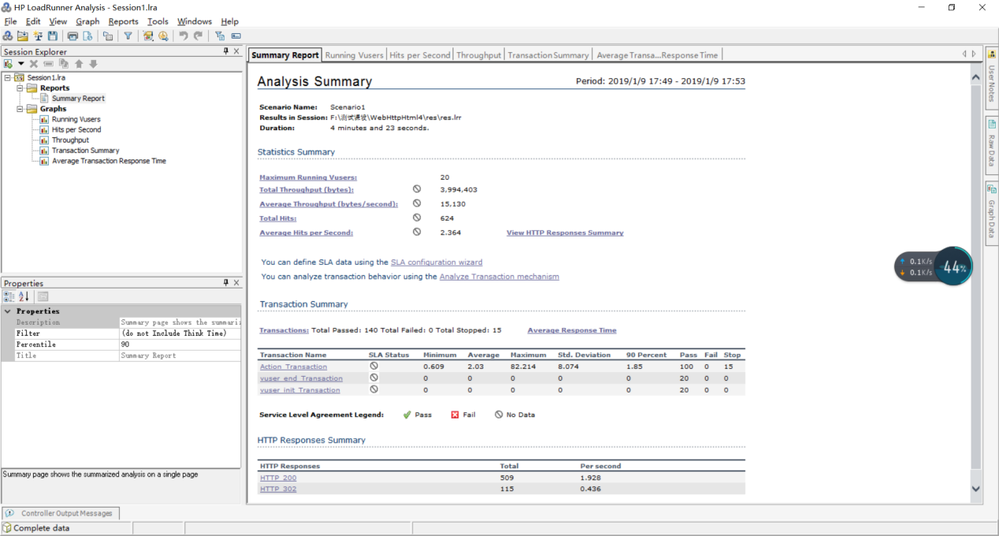 HP LoadRunner Analysis - Session1.lra
File Edit View Graph Reports Tools Windows Help
Session Explorer
Session1.lra
Reports
Summary Report
Graphs
Running Vusers
Hits per Second
Throughput
Transaction Summary
Average Transaction Response Time
Properties
Properties
Description Summary page shows the summari
Filter (do not Include Think Time)
Percentile 90
Title Summary Report
Summary page shows the summarized analysis on a single page
Summary Report Running Vusers Hits per Second Throughput Transaction Summary Average Transa...Response Time
Analysis Summary Period: 2019/1/9 17:49 - 2019/1/9 17:53
Scenario Name: Scenario1
Results in Session: F:\测试课设\WebHttpHtml4\res\res.lrr
Duration: 4 minutes and 23 seconds.
Statistics Summary
Maximum Running Vusers: 20
Total Throughput (bytes): 3,994,403
Average Throughput (bytes/second): 15,130
Total Hits: 624
Average Hits per Second: 2.364 View HTTP Responses Summary
You can define SLA data using the SLA configuration wizard
You can analyze transaction behavior using the Analyze Transaction mechanism
Transaction Summary
Transactions: Total Passed: 140 Total Failed: 0 Total Stopped: 15 Average Response Time
Transaction Name SLA Status Minimum Average Maximum Std. Deviation 90 Percent Pass Fail Stop
Action_Transaction 0.609 2.03 82.214 8.074 1.85 100 0 15
vuser_end_Transaction 0 0 0 0 0 20 0 0
vuser_init_Transaction 0 0 0 0 0 20 0 0
Service Level Agreement Legend: Pass Fail No Data
HTTP Responses Summary
HTTP Responses Total Per second
HTTP_200 509 1.928
HTTP_302 115 0.436
User Notes
Raw Data
Graph Data
0.1K/s
0.1K/s
44%
Controller Output Messages
Complete data